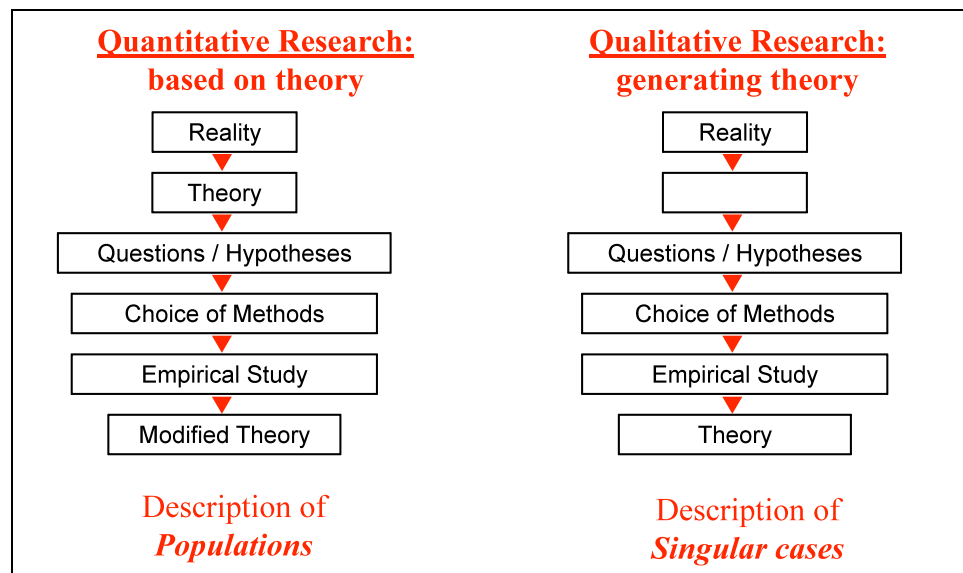 Quantitative Research:
based on theory
Reality
Theory
Questions / Hypotheses
Choice of Methods
Empirical Study
Modified Theory
Description of
Populations
Qualitative Research:
generating theory
Reality
Questions / Hypotheses
Choice of Methods
Empirical Study
Theory
Description of
Singular cases